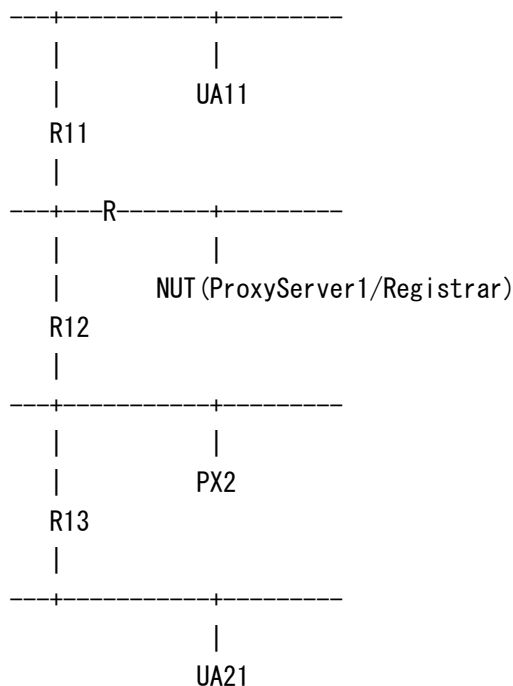 UA11
R11
R
NUT(ProxyServer1/Registrar)
R12
PX2
R13
UA21